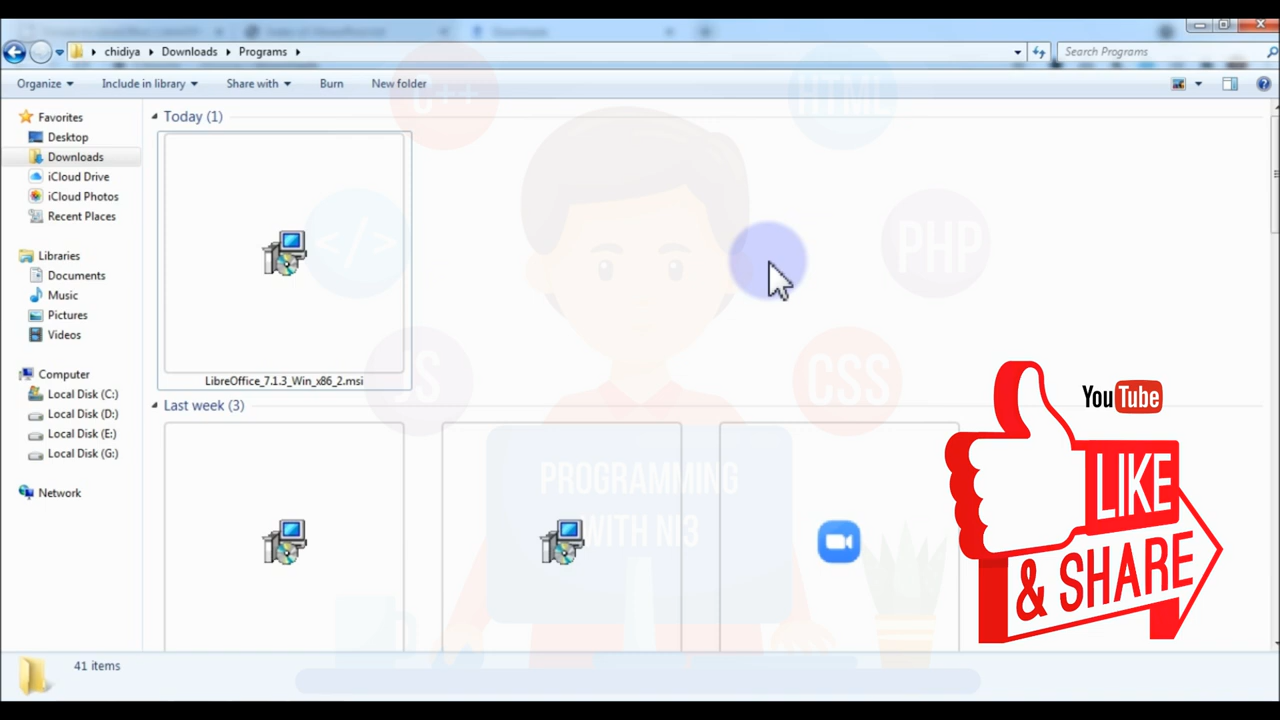 chidiya Downloads Programs
Search Programs
Organize Include in library Share with Burn New folder
Favorites
Desktop
Downloads
iCloud Drive
iCloud Photos
Recent Places
Libraries
Documents
Music
Pictures
Videos
Computer
Local Disk (C:)
Local Disk (D:)
Local Disk (E:)
Local Disk (G:)
Network
Today (1)
LibreOffice_7.1.3_Win_x86_2.msi
Last week (3)
41 items
C++
HTML
</>
PHP
JS
CSS
PROGRAMMING
WITH NI3
YouTube
LIKE
& SHARE